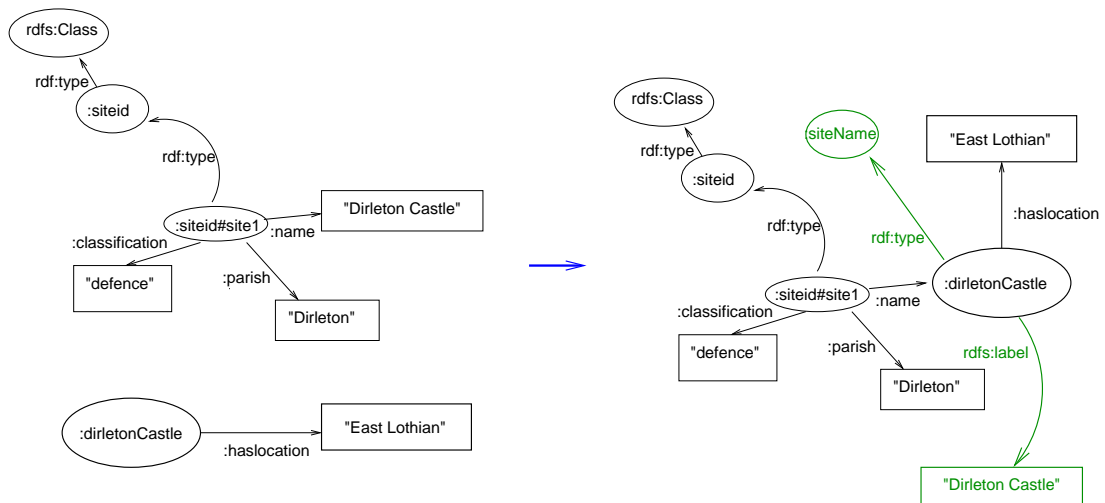 rdfs:Class
rdf:type
:siteid
rdf:type
:siteid#site1
"Dirleton Castle"
:name
:classification
:parish
"defence"
"Dirleton"
:dirletonCastle
:haslocation
"East Lothian"
rdfs:Class
rdf:type
:siteid
rdf:type
:siteName
"East Lothian"
:haslocation
rdf:type
:siteid#site1
:name
:dirletonCastle
:classification
:parish
"defence"
"Dirleton"
rdfs:label
"Dirleton Castle"